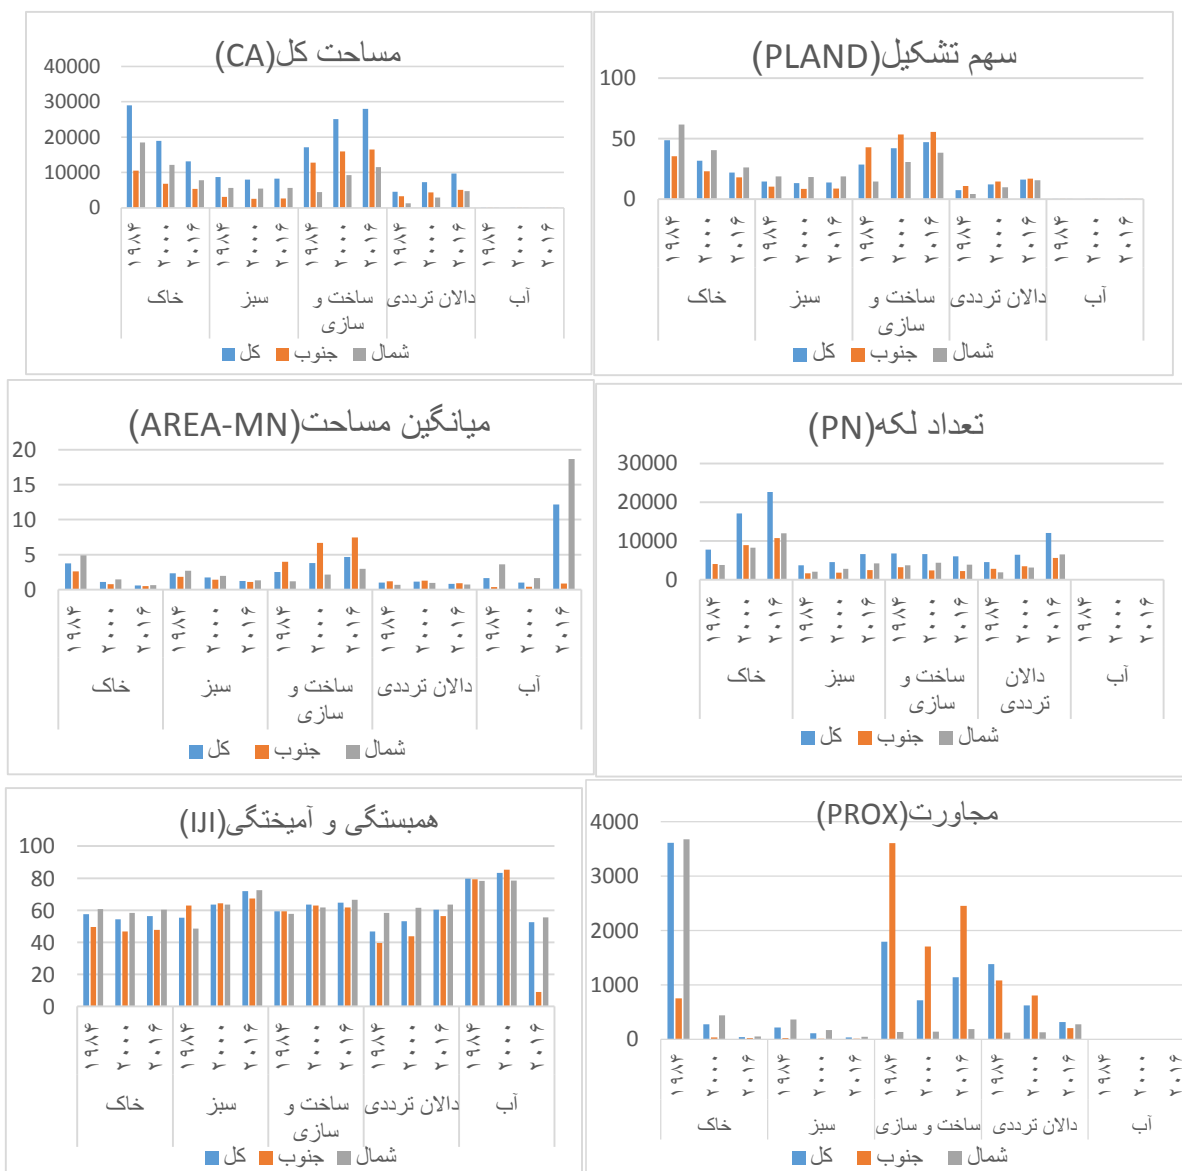 مساحت کل(CA)
40000
30000
20000
10000
0
۱۹۸۴ ۲۰۰۰ ۲۰۱۶ ۱۹۸۴ ۲۰۰۰ ۲۰۱۶ ۱۹۸۴ ۲۰۰۰ ۲۰۱۶ ۱۹۸۴ ۲۰۰۰ ۲۰۱۶ ۱۹۸۴ ۲۰۰۰ ۲۰۱۶
خاک سبز ساخت و دالان ترددی آب
سازی
کل جنوب شمال
سهم تشکیل(PLAND)
100
50
0
۱۹۸۴ ۲۰۰۰ ۲۰۱۶ ۱۹۸۴ ۲۰۰۰ ۲۰۱۶ ۱۹۸۴ ۲۰۰۰ ۲۰۱۶ ۱۹۸۴ ۲۰۰۰ ۲۰۱۶ ۱۹۸۴ ۲۰۰۰ ۲۰۱۶
خاک سبز ساخت و دالان ترددی آب
سازی
کل جنوب شمال
میانگین مساحت(AREA-MN)
20
15
10
5
0
۱۹۸۴ ۲۰۰۰ ۲۰۱۶ ۱۹۸۴ ۲۰۰۰ ۲۰۱۶ ۱۹۸۴ ۲۰۰۰ ۲۰۱۶ ۱۹۸۴ ۲۰۰۰ ۲۰۱۶ ۱۹۸۴ ۲۰۰۰ ۲۰۱۶
خاک سبز ساخت و دالان ترددی آب
سازی
کل جنوب شمال
تعداد لکه(PN)
30000
20000
10000
0
۱۹۸۴ ۲۰۰۰ ۲۰۱۶ ۱۹۸۴ ۲۰۰۰ ۲۰۱۶ ۱۹۸۴ ۲۰۰۰ ۲۰۱۶ ۱۹۸۴ ۲۰۰۰ ۲۰۱۶ ۱۹۸۴ ۲۰۰۰ ۲۰۱۶
خاک سبز ساخت و دالان آب
سازی ترددی
کل جنوب شمال
همبستگی و آمیختگی(IJI)
100
80
60
40
20
0
۱۹۸۴ ۲۰۰۰ ۲۰۱۶ ۱۹۸۴ ۲۰۰۰ ۲۰۱۶ ۱۹۸۴ ۲۰۰۰ ۲۰۱۶ ۱۹۸۴ ۲۰۰۰ ۲۰۱۶ ۱۹۸۴ ۲۰۰۰ ۲۰۱۶
خاک سبز ساخت و دالان ترددی آب
سازی
کل جنوب شمال
مجاورت(PROX)
4000
3000
2000
1000
0
۱۹۸۴ ۲۰۰۰ ۲۰۱۶ ۱۹۸۴ ۲۰۰۰ ۲۰۱۶ ۱۹۸۴ ۲۰۰۰ ۲۰۱۶ ۱۹۸۴ ۲۰۰۰ ۲۰۱۶ ۱۹۸۴ ۲۰۰۰ ۲۰۱۶
خاک سبز ساخت و سازی دالان ترددی آب
کل جنوب شمال